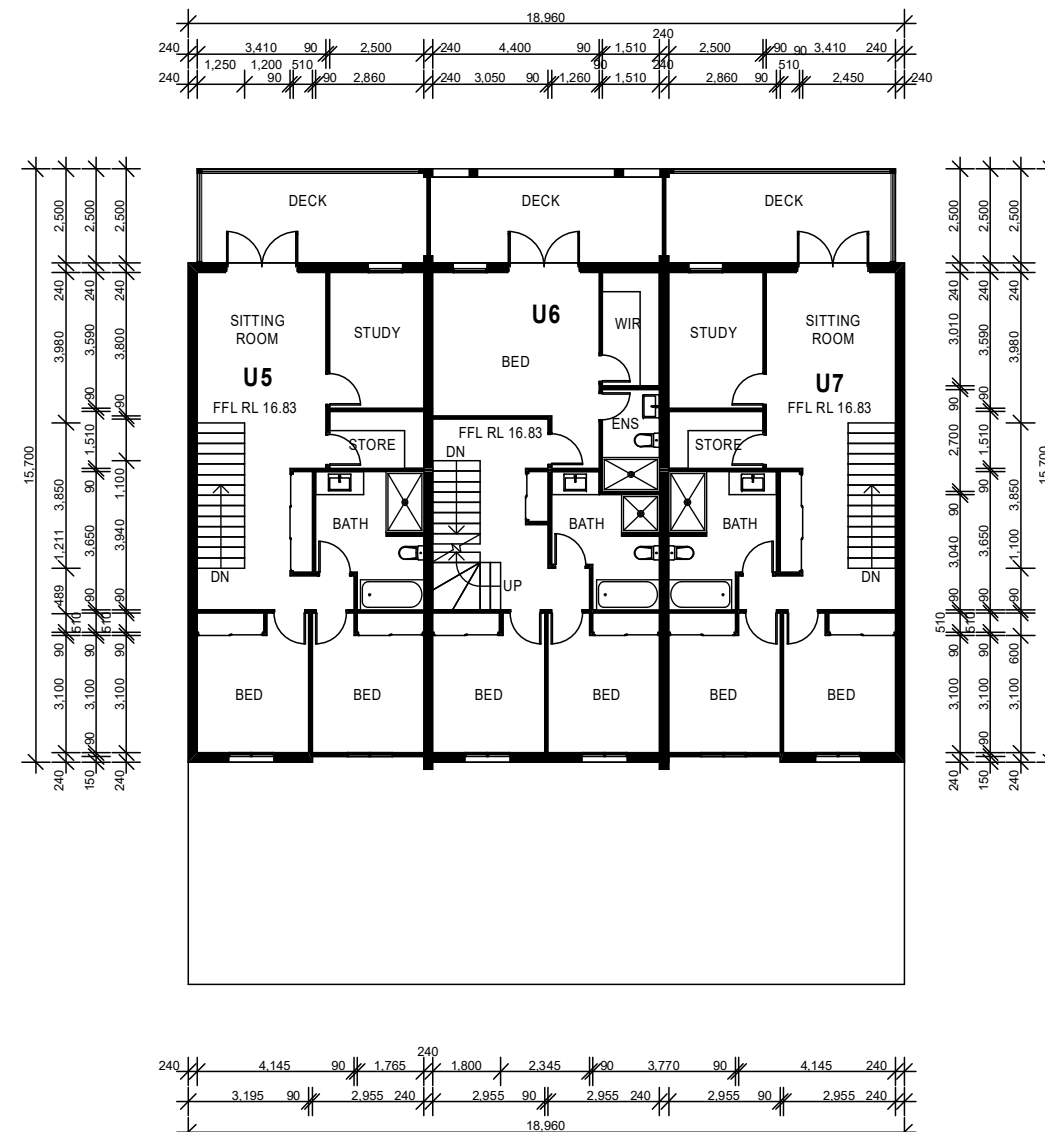 18,960
240
240 3,410 90 2,500 240 4,400 90 1,510 2,500 90 90 3,410 240
1,250 1,200 510 90 240 510
240 90 90 2,860 240 3,050 90 1,260 1,510 2,860 90 2,450 240
DECK DECK DECK
SITTING ROOM
STUDY
U5
FFL RL 16.83
STORE
BATH
DN
BED
BED
U6
WIR
BED
ENS
FFL RL 16.83
DN
BATH
UP
BED
BED
STUDY
SITTING ROOM
U7
FFL RL 16.83
STORE
BATH
DN
BED
BED
15,700
2,500 240 3,980 3,850 1,211 489 510 90 3,100 240
2,500 240 3,590 90 1,510 90 3,650 90 510 90 3,100 90 150
2,500 240 3,800 90 1,100 3,940 90 90 3,100 240
2,500 240 3,010 90 2,700 90 3,040 90 510 90 3,100 240
2,500 240 3,590 90 1,510 90 3,650 90 510 90 3,100 90 150
2,500 240 3,980 3,850 1,100 90 600 3,100 240
15,700
240
240 4,145 90 1,765 1,800 2,345 90 3,770 90 4,145 240
3,195 90 2,955 240 2,955 90 2,955 240 2,955 90 2,955 240
18,960